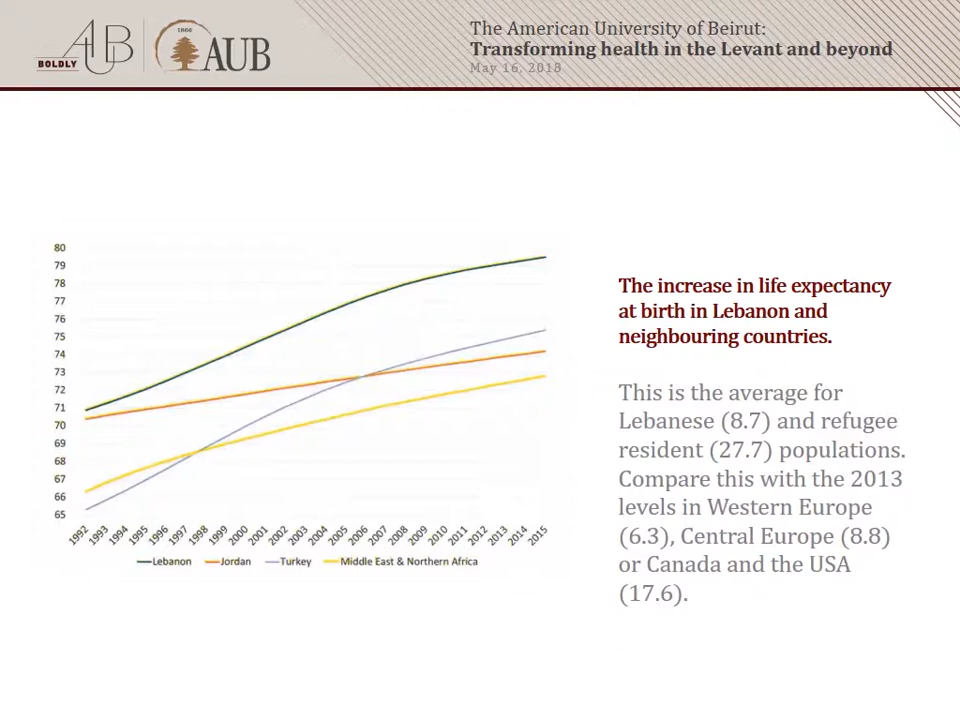 AUB
BOLDLY
1866
AUB
The American University of Beirut:
Transforming health in the Levant and beyond
May 16, 2018
80
79
78
77
76
75
74
73
72
71
70
69
68
67
66
65
1992 1993 1994 1995 1996 1997 1998 1999 2000 2001 2002 2003 2004 2005 2006 2007 2008 2009 2010 2011 2012 2013 2014 2015
Lebanon Jordan Turkey Middle East & Northern Africa
The increase in life expectancy
at birth in Lebanon and
neighbouring countries.
This is the average for
Lebanese (8.7) and refugee
resident (27.7) populations.
Compare this with the 2013
levels in Western Europe
(6.3), Central Europe (8.8)
or Canada and the USA
(17.6).